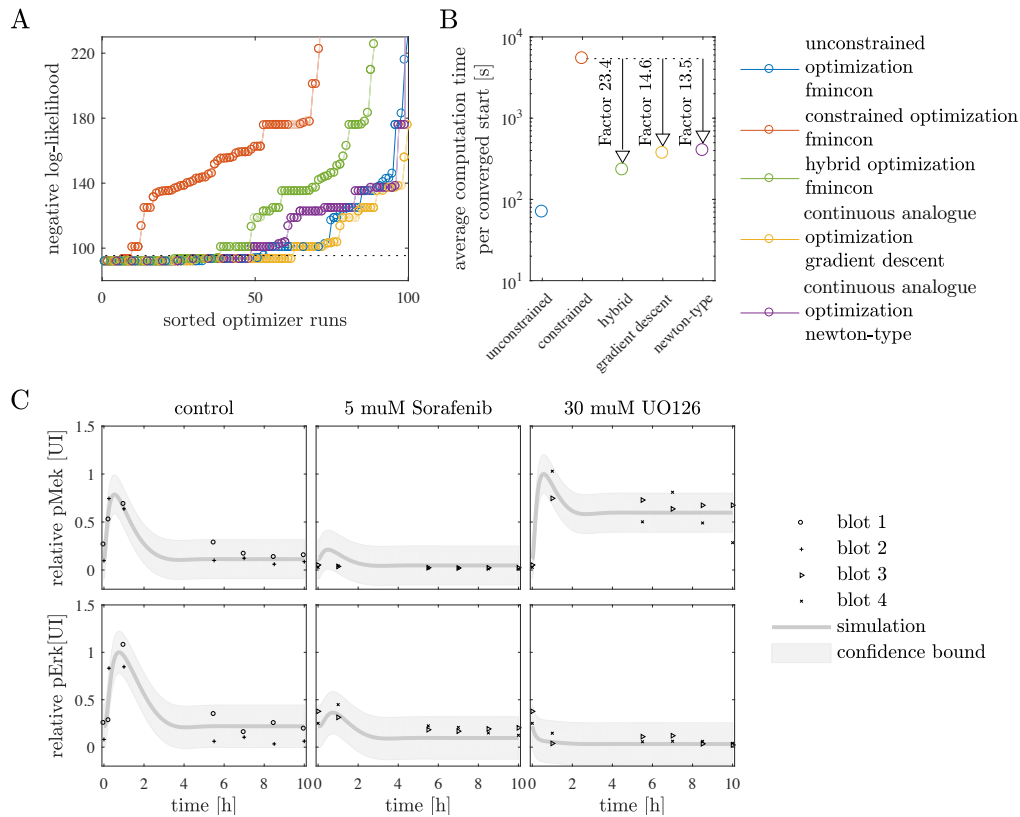 A
B
220
180
140
100
negative log-likelihood
0
50
100
sorted optimizer runs
10^4
10^3
10^2
10^1
average computation time
per converged start [s]
Factor 23.4
Factor 14.6
Factor 13.5
unconstrained
constrained
hybrid
gradient descent
newton-type
unconstrained
optimization
fmincon
constrained optimization
fmincon
hybrid optimization
fmincon
continuous analogue
optimization
gradient descent
continuous analogue
optimization
newton-type
C
control
5 muM Sorafenib
30 muM UO126
relative pMek [UI]
1.5
1
0.5
0
relative pErk[UI]
1.5
1
0.5
0
0 2 4 6 8 10
0 2 4 6 8 10
0 2 4 6 8 10
time [h]
time [h]
time [h]
blot 1
blot 2
blot 3
blot 4
simulation
confidence bound